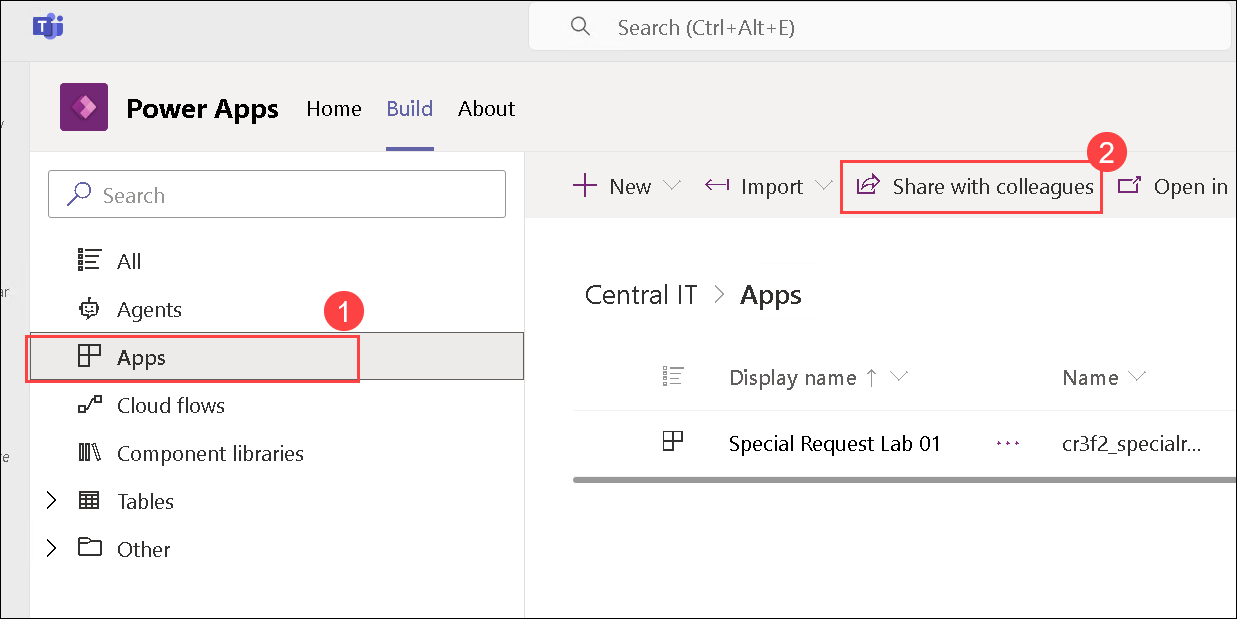 Search (Ctrl+Alt+E)
Power Apps Home Build About
2
Search
New Import Share with colleagues Open in
All
Agents
1
Apps
Cloud flows
Component libraries
Tables
Other
Central IT > Apps
Display name ↑ Name
Special Request Lab 01 ... cr3f2_specialr...